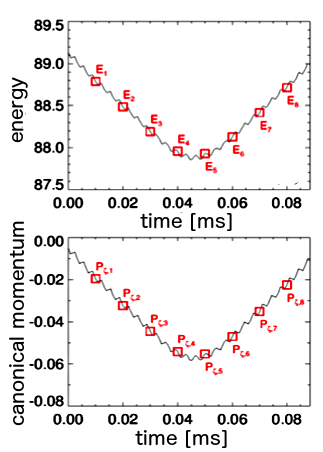 energy
89.5
89.0
88.5
88.0
87.5
E1
E2
E3
E4
E5
E6
E7
E8
0.00 0.02 0.04 0.06 0.08
time [ms]
canonical momentum
0.00
-0.02
-0.04
-0.06
-0.08
Pζ,1
Pζ,2
Pζ,3
Pζ,4
Pζ,5
Pζ,6
Pζ,7
Pζ,8
0.00 0.02 0.04 0.06 0.08
time [ms]